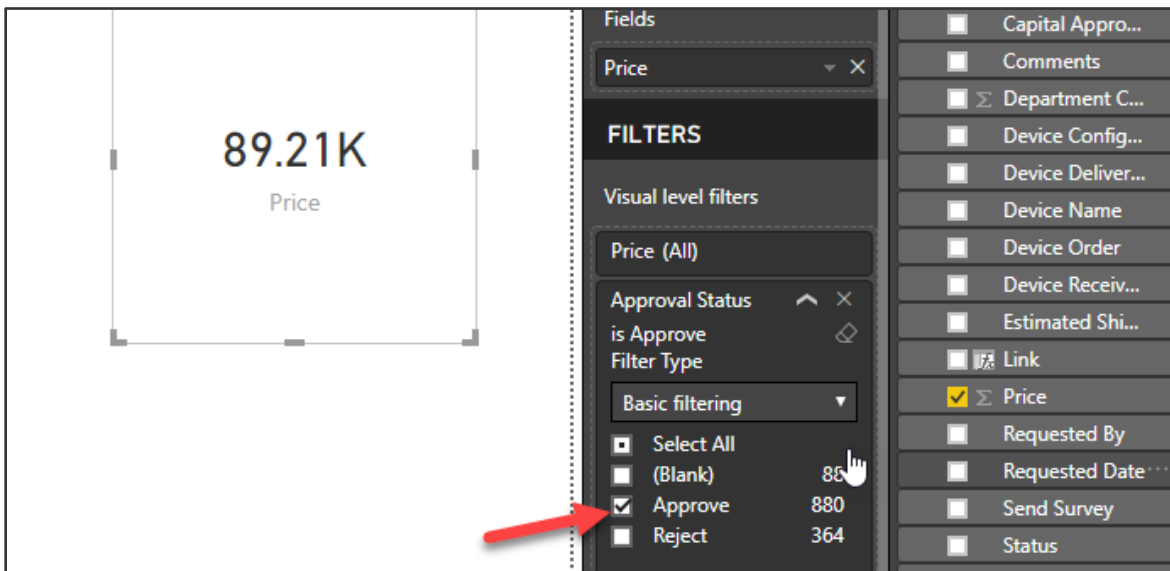 89.21K
Price
Fields
Price
FILTERS
Visual level filters
Price (All)
Approval Status
is Approve
Filter Type
Basic filtering
Select All
(Blank)
Approve 880
Reject 364
Capital Appro...
Comments
Department C...
Device Config...
Device Deliver...
Device Name
Device Order
Device Receiv...
Estimated Shi...
Link
Price
Requested By
Requested Date
Send Survey
Status